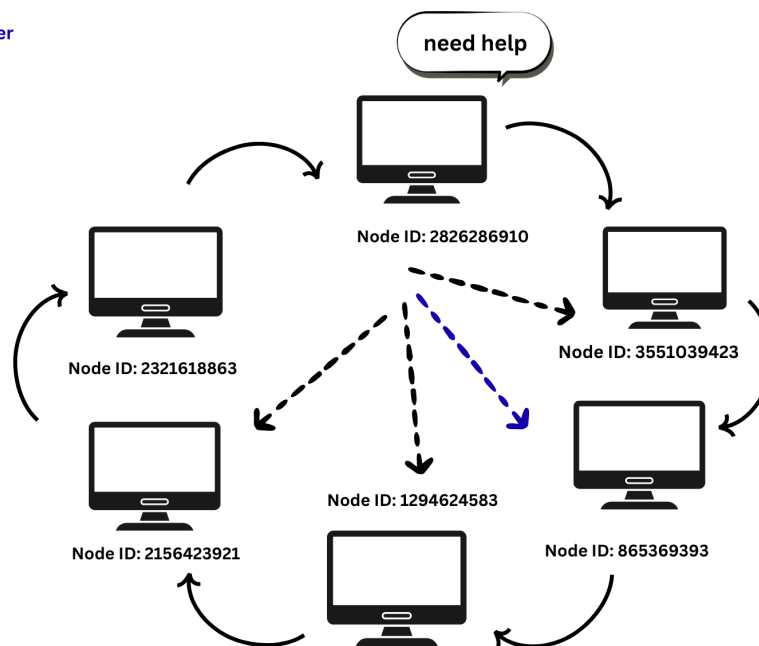 er
need help
Node ID: 2826286910
Node ID: 3551039423
Node ID: 2321618863
Node ID: 1294624583
Node ID: 2156423921
Node ID: 865369393